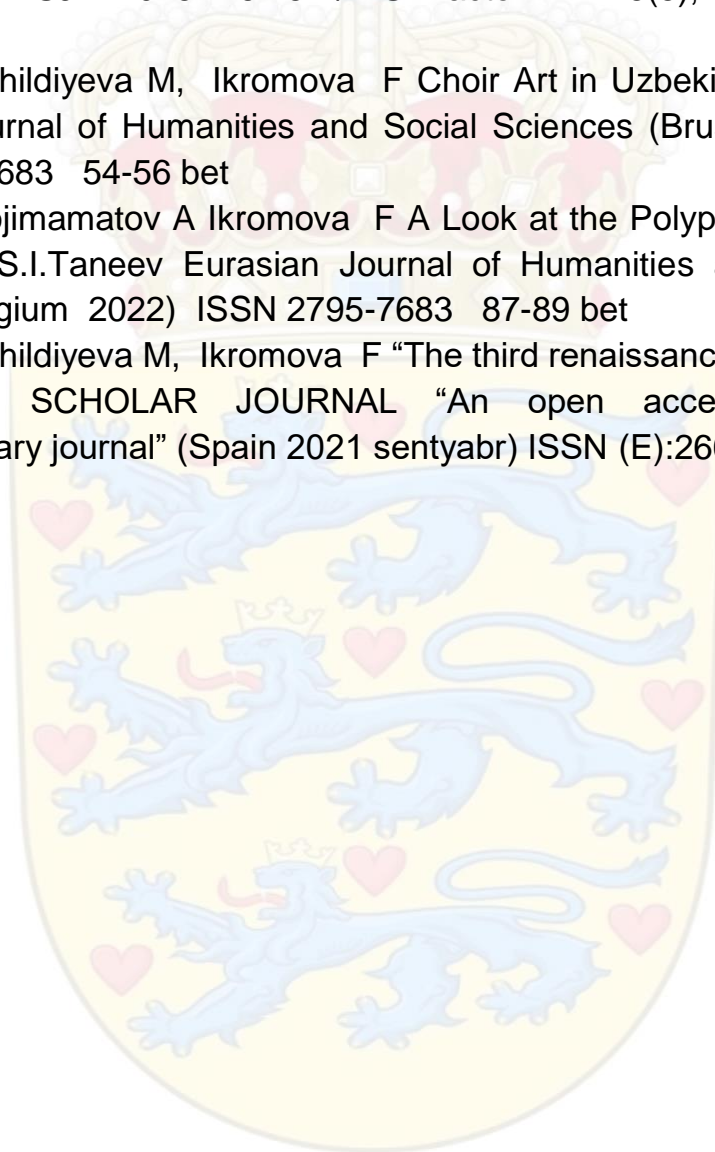 hildiyeva M, Ikromova F Choir Art in Uzbeki
urnal of Humanities and Social Sciences (Bru
683 54-56 bet
jimamatov A Ikromova F A Look at the Polyp
S.I.Taneev Eurasian Journal of Humanities
gium 2022) ISSN 2795-7683 87-89 bet
hildiyeva M, Ikromova F “The third renaissanc
SCHOLAR JOURNAL “An open acce
ary journal” (Spain 2021 sentyabr) ISSN (E):26